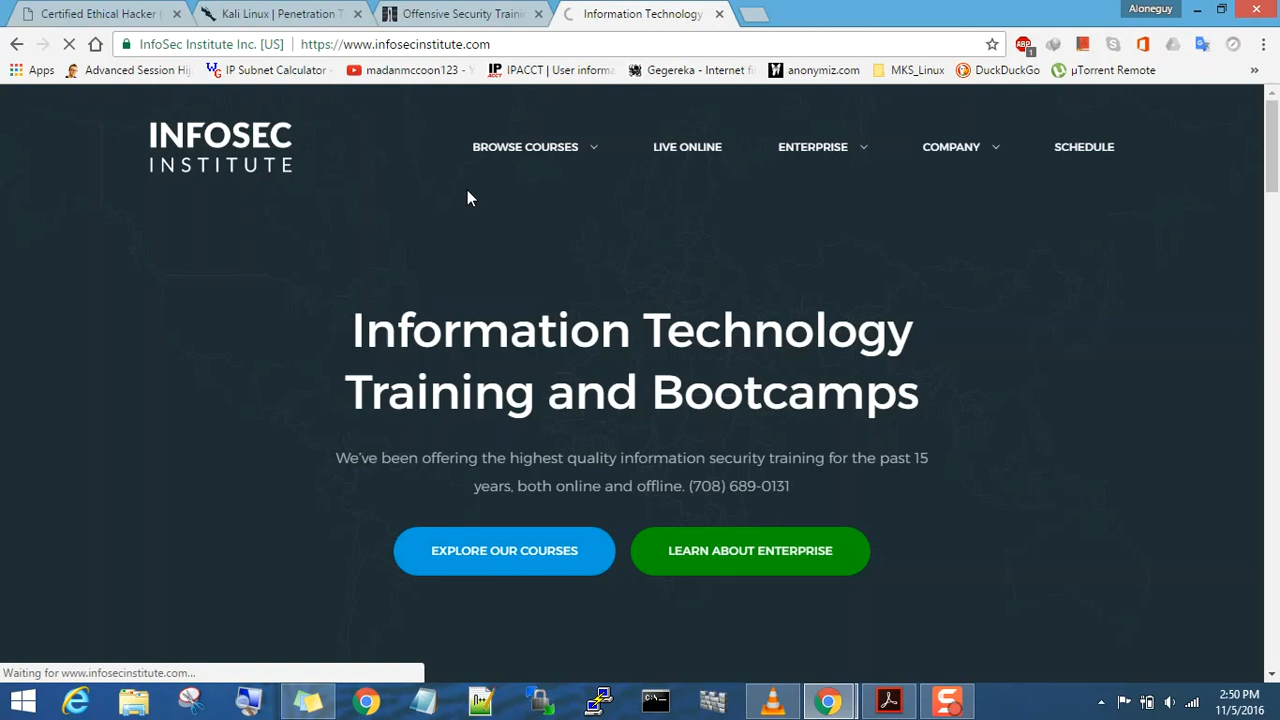 Certified Ethical Hacker (
Kali Linux | Penetration T
Offensive Security Trainin
Information Technology
Aloneguy
InfoSec Institute Inc. [US]
https://www.infosecinstitute.com
1
Apps
Advanced Session Hij
IP Subnet Calculator -
madanmccoon123 - Y
IPACCT | User informa
Gegereka - Internet fi
anonymiz.com
MKS_Linux
DuckDuckGo
µTorrent Remote
»
INFOSEC
INSTITUTE
BROWSE COURSES
LIVE ONLINE
ENTERPRISE
COMPANY
SCHEDULE
Information Technology
Training and Bootcamps
We've been offering the highest quality information security training for the past 15
years, both online and offline. (708) 689-0131
EXPLORE OUR COURSES
LEARN ABOUT ENTERPRISE
Waiting for www.infosecinstitute.com...
2:50 PM
11/5/2016